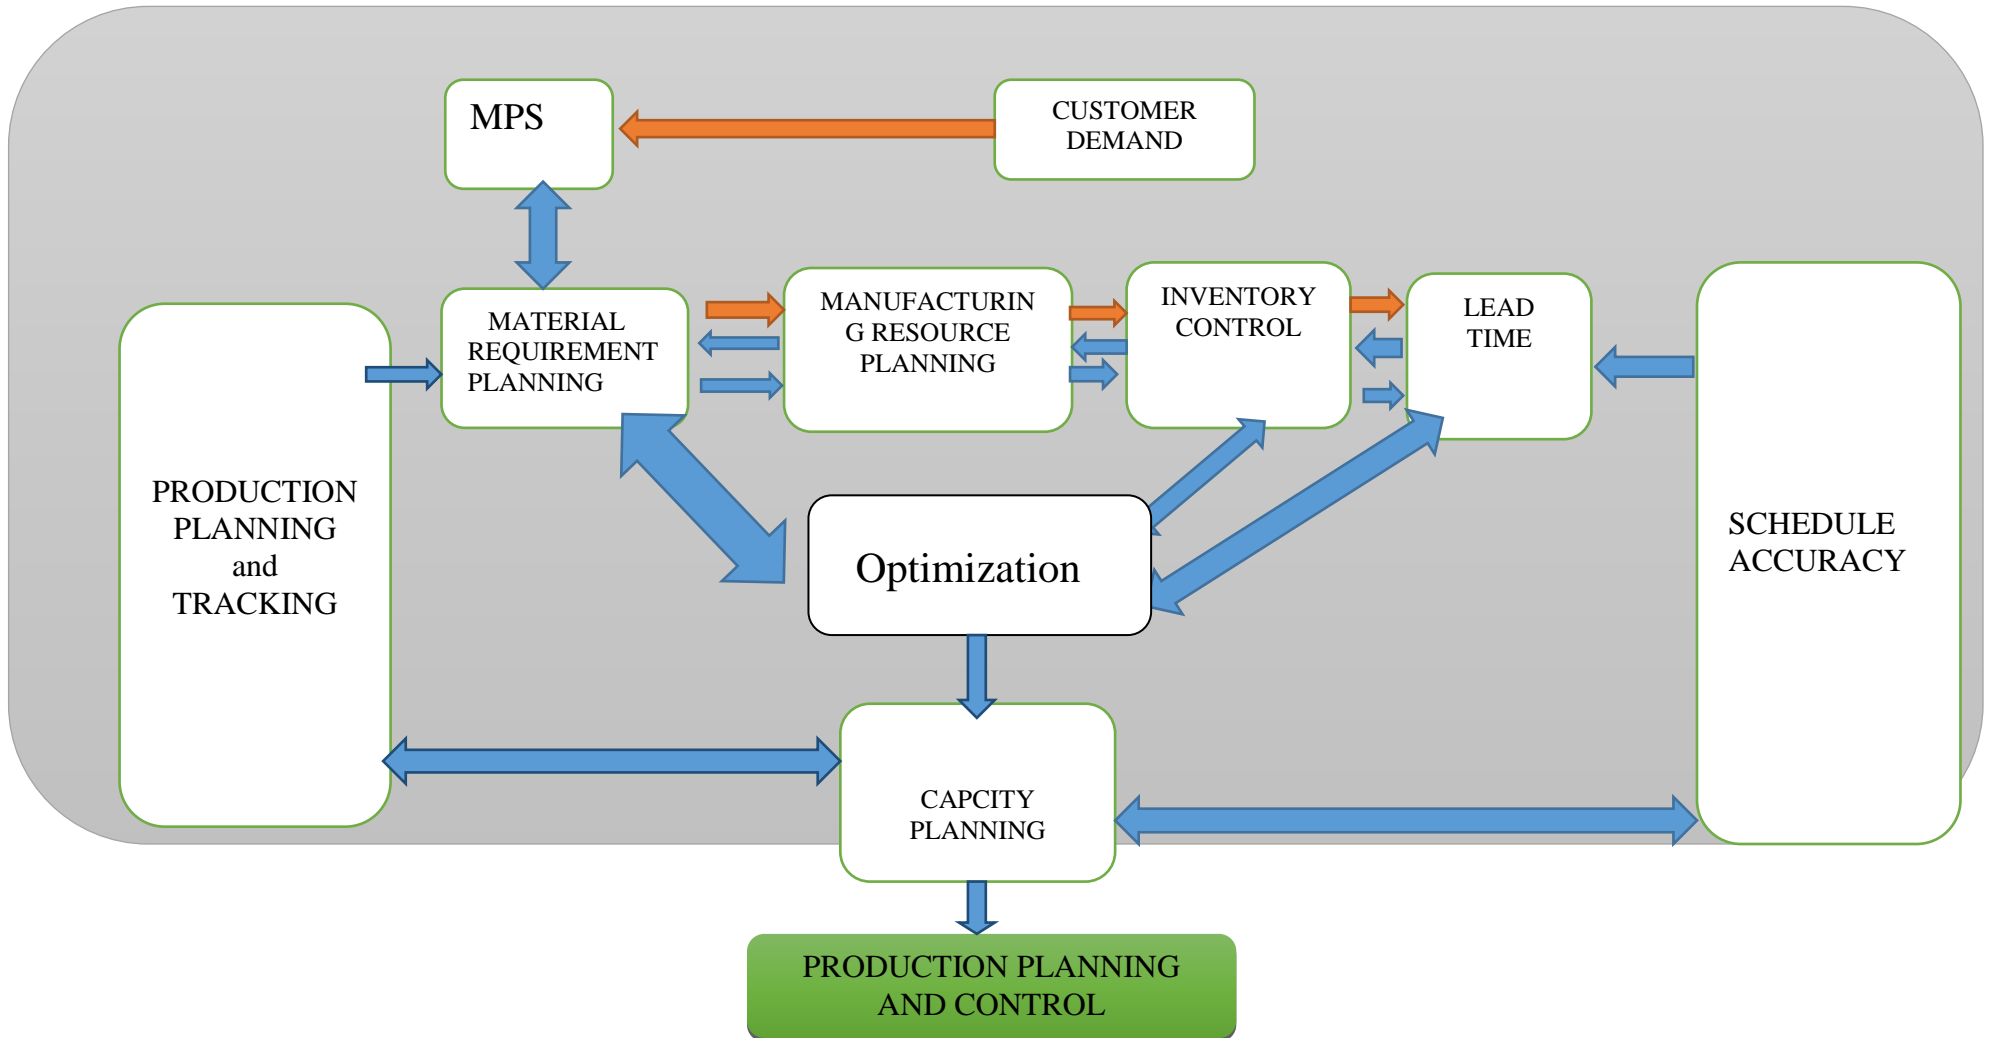 MPS
CUSTOMER
DEMAND
MATERIAL
REQUIREMENT
PLANNING
MANUFACTURIN
G RESOURCE
PLANNING
INVENTORY
CONTROL
LEAD
TIME
PRODUCTION
PLANNING
and
TRACKING
Optimization
SCHEDULE
ACCURACY
CAPCITY
PLANNING
PRODUCTION PLANNING
AND CONTROL